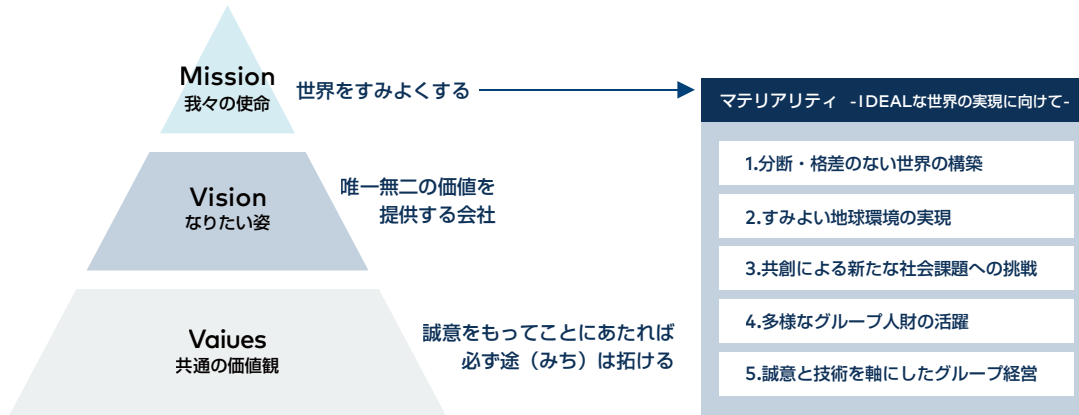 Mission
我々の使命
世界をすみよくする
Vision
なりたい姿
唯一無二の価値を
提供する会社
Vaiues
共通の価値観
誠意をもってことにあたれば
必ず途（みち）は拓ける
マテリアリティ -IDEALな世界の実現に向けて-
1.分断・格差のない世界の構築
2.すみよい地球環境の実現
3.共創による新たな社会課題への挑戦
4.多様なグループ人財の活躍
5.誠意と技術を軸にしたグループ経営